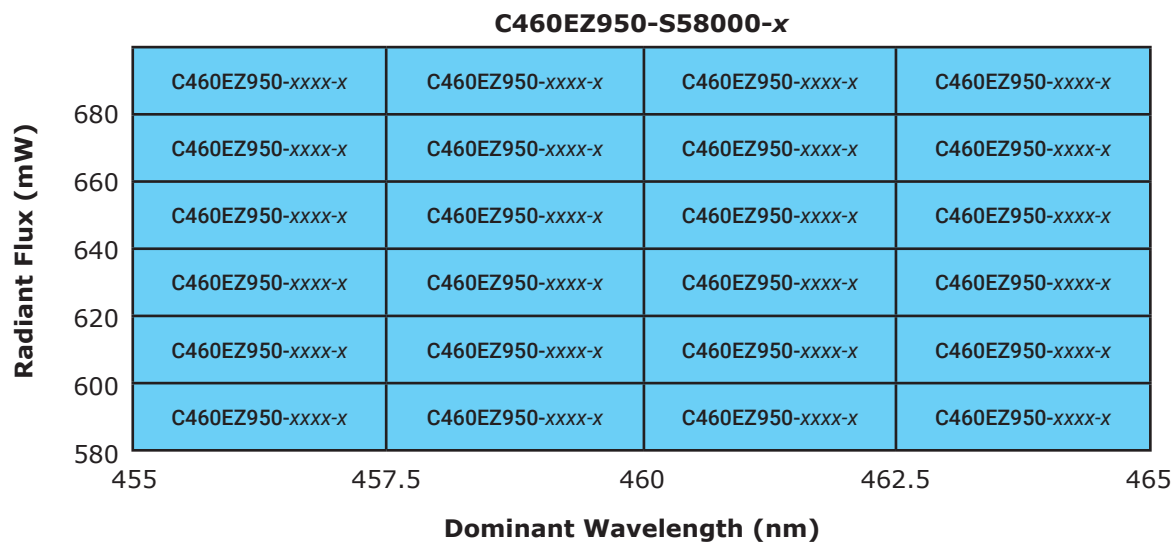 C460EZ950-S58000-x
C460EZ950-xxxx-x C460EZ950-xxxx-x C460EZ950-xxxx-x C460EZ950-xxxx-x
680
C460EZ950-xxxx-x C460EZ950-xxxx-x C460EZ950-xxxx-x C460EZ950-xxxx-x
660
C460EZ950-xxxx-x C460EZ950-xxxx-x C460EZ950-xxxx-x C460EZ950-xxxx-x
640
C460EZ950-xxxx-x C460EZ950-xxxx-x C460EZ950-xxxx-x C460EZ950-xxxx-x
620
C460EZ950-xxxx-x C460EZ950-xxxx-x C460EZ950-xxxx-x C460EZ950-xxxx-x
600
C460EZ950-xxxx-x C460EZ950-xxxx-x C460EZ950-xxxx-x C460EZ950-xxxx-x
580
Radiant Flux (mW)
455 457.5 460 462.5 465
Dominant Wavelength (nm)